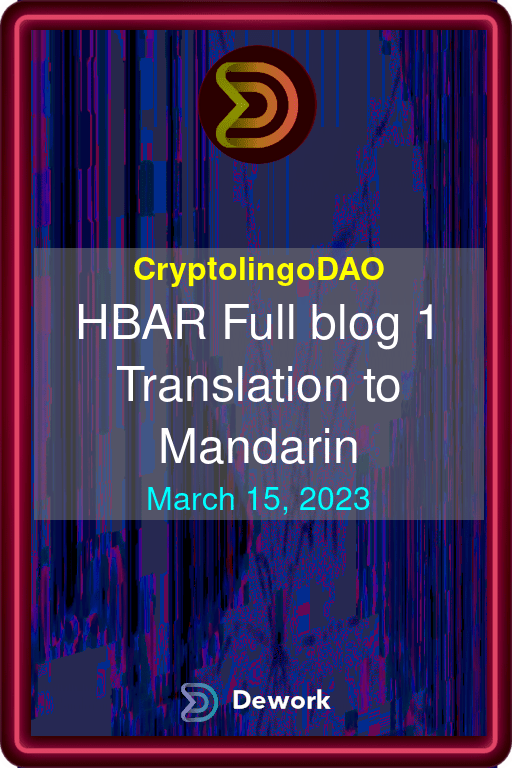 CryptolingoDAO
HBAR Full blog 1
Translation to
Mandarin
March 15, 2023
Dework